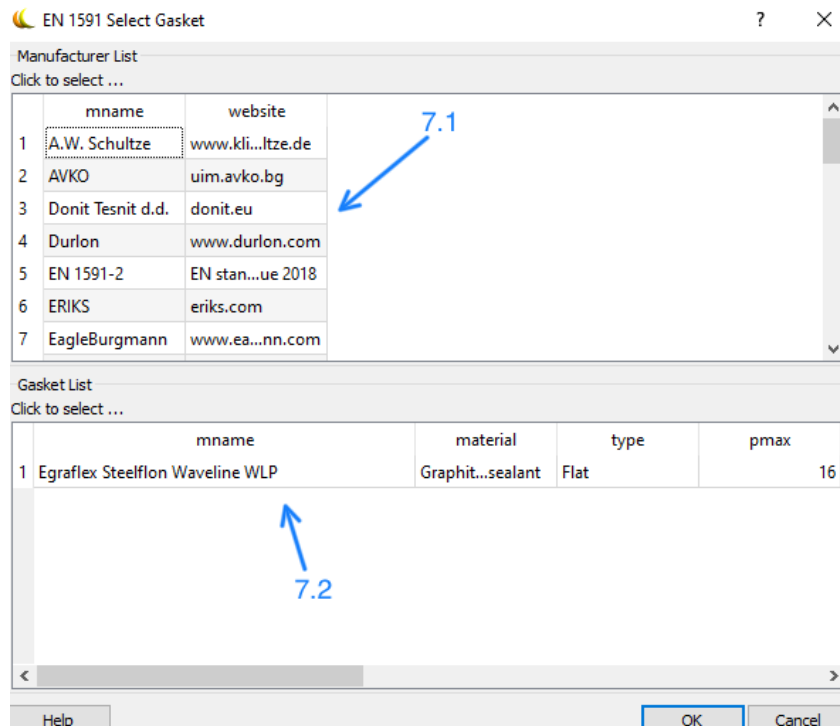 EN 1591 Select Gasket ? ×
Manufacturer List
Click to select ...
mname website
1 A.W. Schultze www.kli...ltze.de
2 AVKO uim.avko.bg
3 Donit Tesnit d.d. donit.eu
4 Durlon www.durlon.com
5 EN 1591-2 EN stan...ue 2018
6 ERIKS eriks.com
7 EagleBurgmann www.ea...nn.com
7.1
Gasket List
Click to select ...
mname material type pmax
1 Egraflex Steelflon Waveline WLP Graphit...sealant Flat 16
7.2
Help OK Cancel